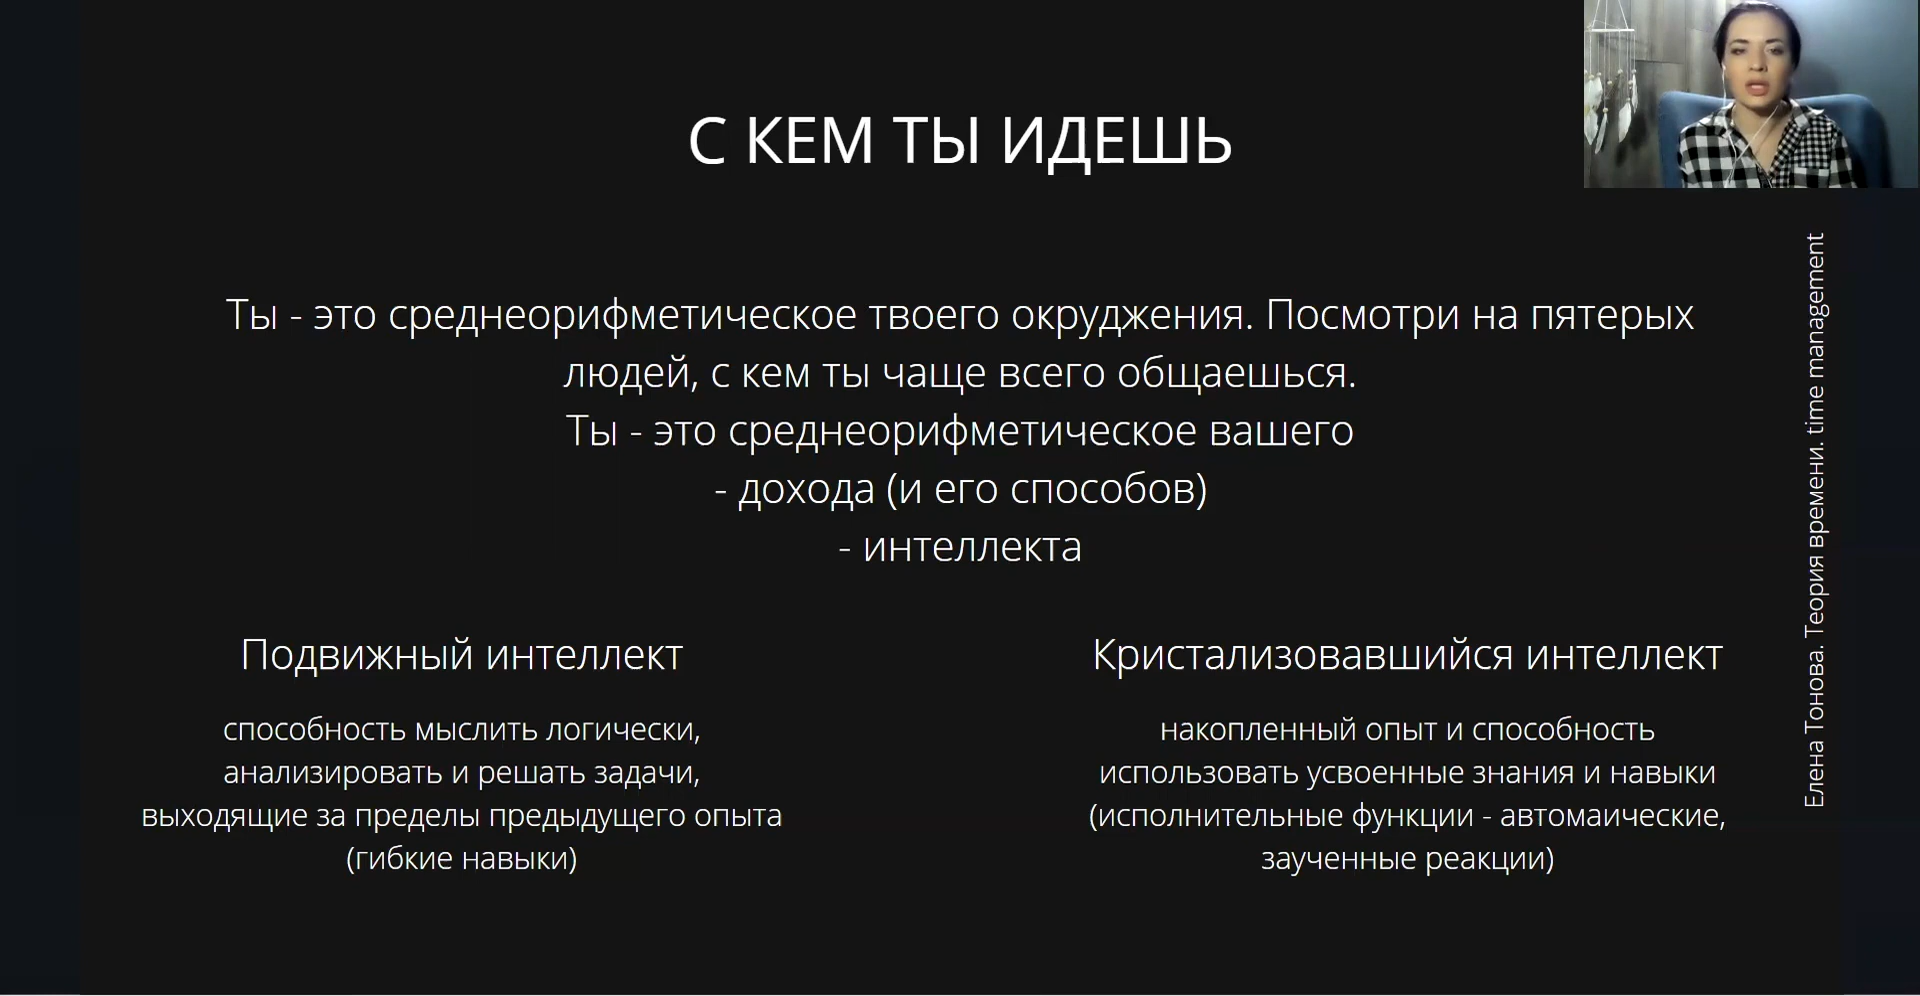 С КЕМ ТЫ ИДЕШЬ
Ты - это среднеорифметическое твоего окруджения. Посмотри на пятерых
людей, с кем ты чаще всего общаешься.
Ты - это среднеорифметическое вашего
- дохода (и его способов)
- интеллекта
Подвижный интеллект
способность мыслить логически,
анализировать и решать задачи,
выходящие за пределы предыдущего опыта
(гибкие навыки)
Кристализовавшийся интеллект
накопленный опыт и способность
использовать усвоенные знания и навыки
(исполнительные функции - автомаические,
заученные реакции)
Елена Тонова. Теория времени. time management